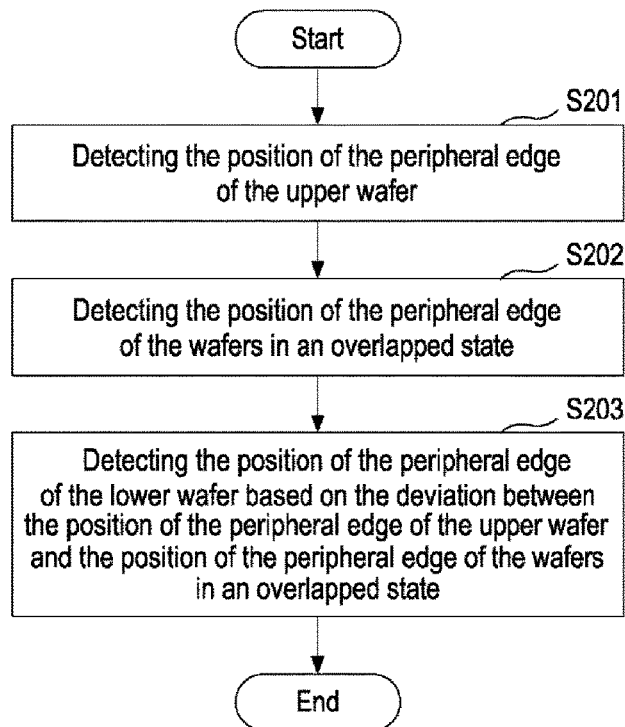 Start
S201
Detecting the position of the peripheral edge
of the upper wafer
S202
Detecting the position of the peripheral edge
of the wafers in an overlapped state
S203
Detecting the position of the peripheral edge
of the lower wafer based on the deviation between
the position of the peripheral edge of the upper wafer
and the position of the peripheral edge of the wafers
in an overlapped state
End